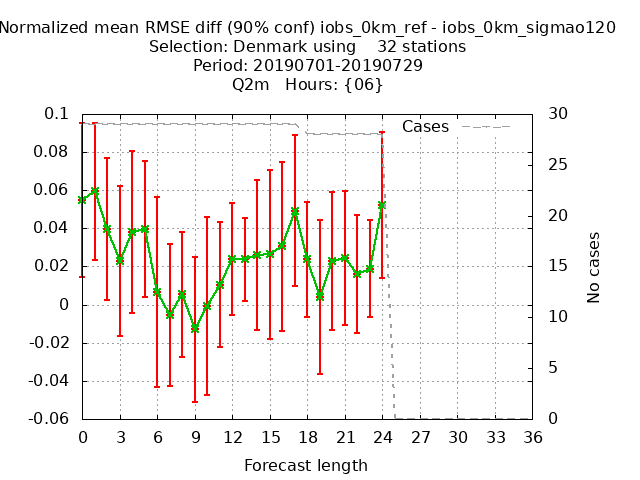 Normalized mean RMSE diff (90% conf) iobs_0km_ref - iobs_0km_sigmao120
Selection: Denmark using    32 stations
Period: 20190701-20190729
Q2m   Hours: {06}
0.1
0.08
0.06
0.04
0.02
0
-0.02
-0.04
-0.06
Cases
30
25
20
15
10
5
0
No cases
0 3 6 9 12 15 18 21 24 27 30 33 36
Forecast length